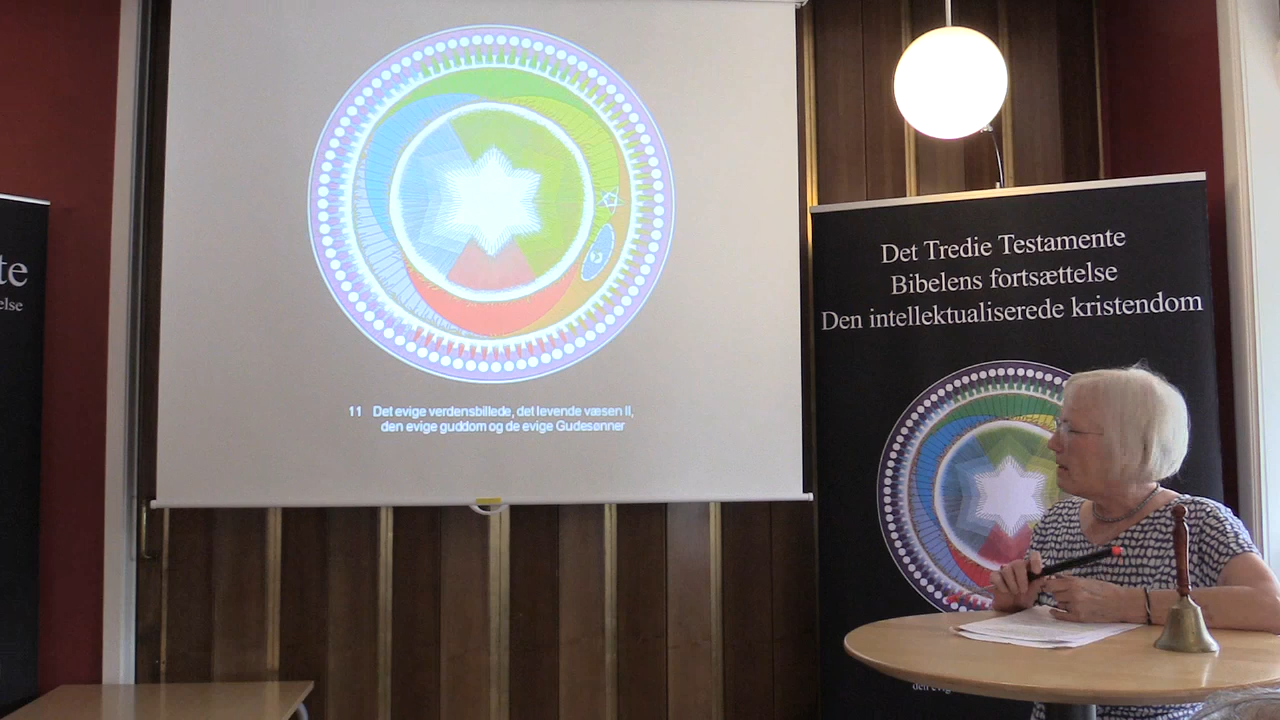 te
else
11 Det evige verdensbillede, det levende væsen II,
den evige guddom og de evige Gudesønner
Det Tredie Testamente
Bibelens fortsættelse
Den intellektualiserede kristendom